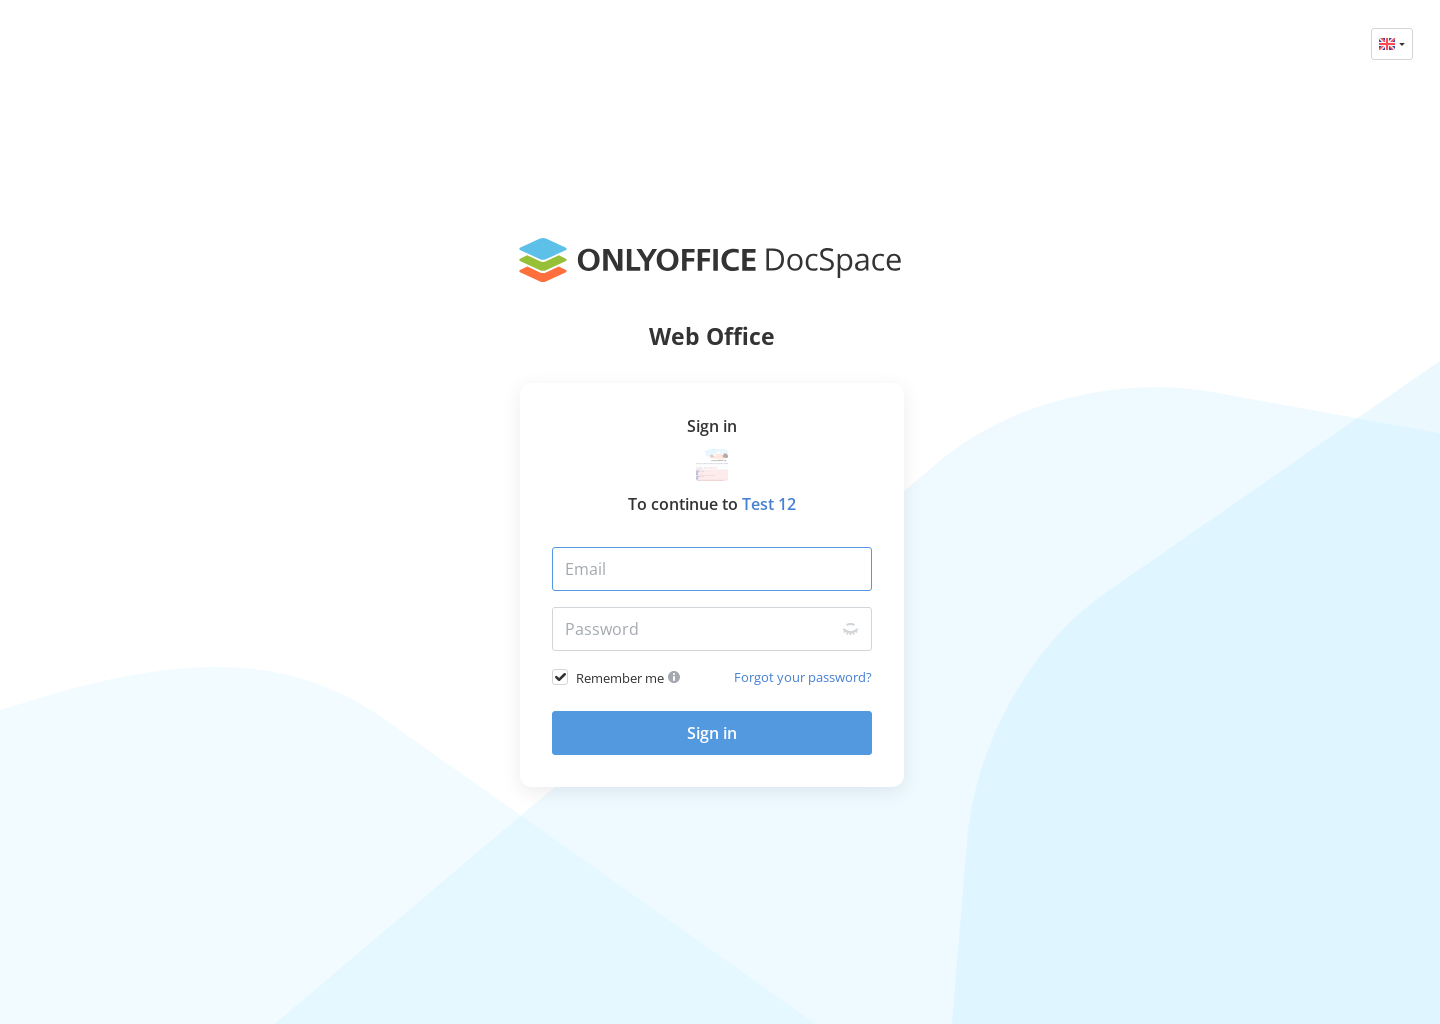 ONLYOFFICE DocSpace
Web Office
Sign in
To continue to Test 12
Email
Password
Remember me
Forgot your password?
Sign in